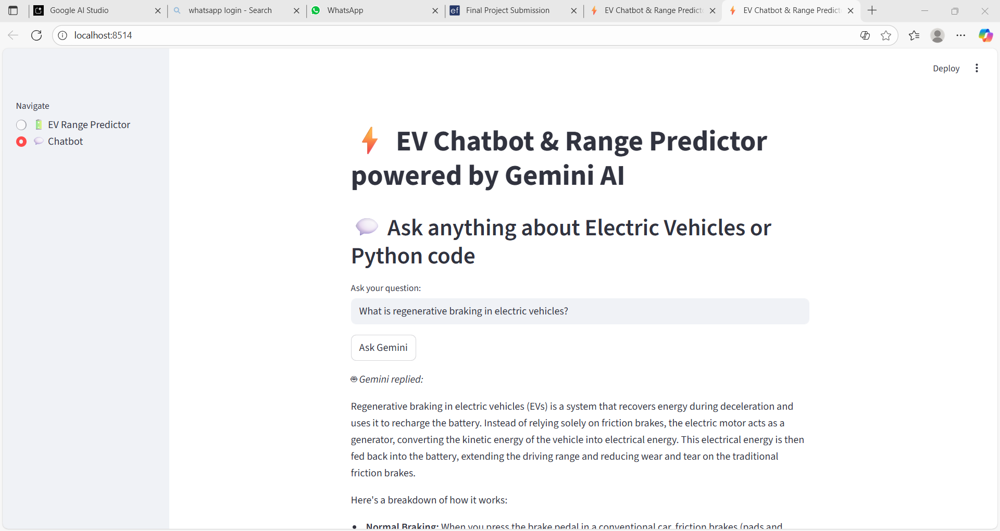 Google AI Studio
whatsapp login - Search
WhatsApp
ef
Final Project Submission
EV Chatbot & Range Predict
EV Chatbot & Range Predict
localhost:8514
Deploy
Navigate
EV Range Predictor
Chatbot
EV Chatbot & Range Predictor
powered by Gemini AI
Ask anything about Electric Vehicles or
Python code
Ask your question:
What is regenerative braking in electric vehicles?
Ask Gemini
Gemini replied:
Regenerative braking in electric vehicles (EVs) is a system that recovers energy during deceleration and
uses it to recharge the battery. Instead of relying solely on friction brakes, the electric motor acts as a
generator, converting the kinetic energy of the vehicle into electrical energy. This electrical energy is then
fed back into the battery, extending the driving range and reducing wear and tear on the traditional
friction brakes.
Here's a breakdown of how it works:
Normal Braking: When you press the brake pedal in a conventional car, friction brakes (pads and